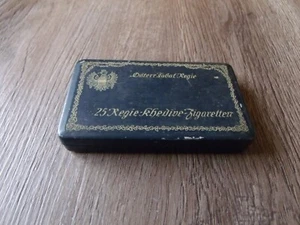 Österr. Tabak Regie
25 Regie-Khedive-Zigaretten